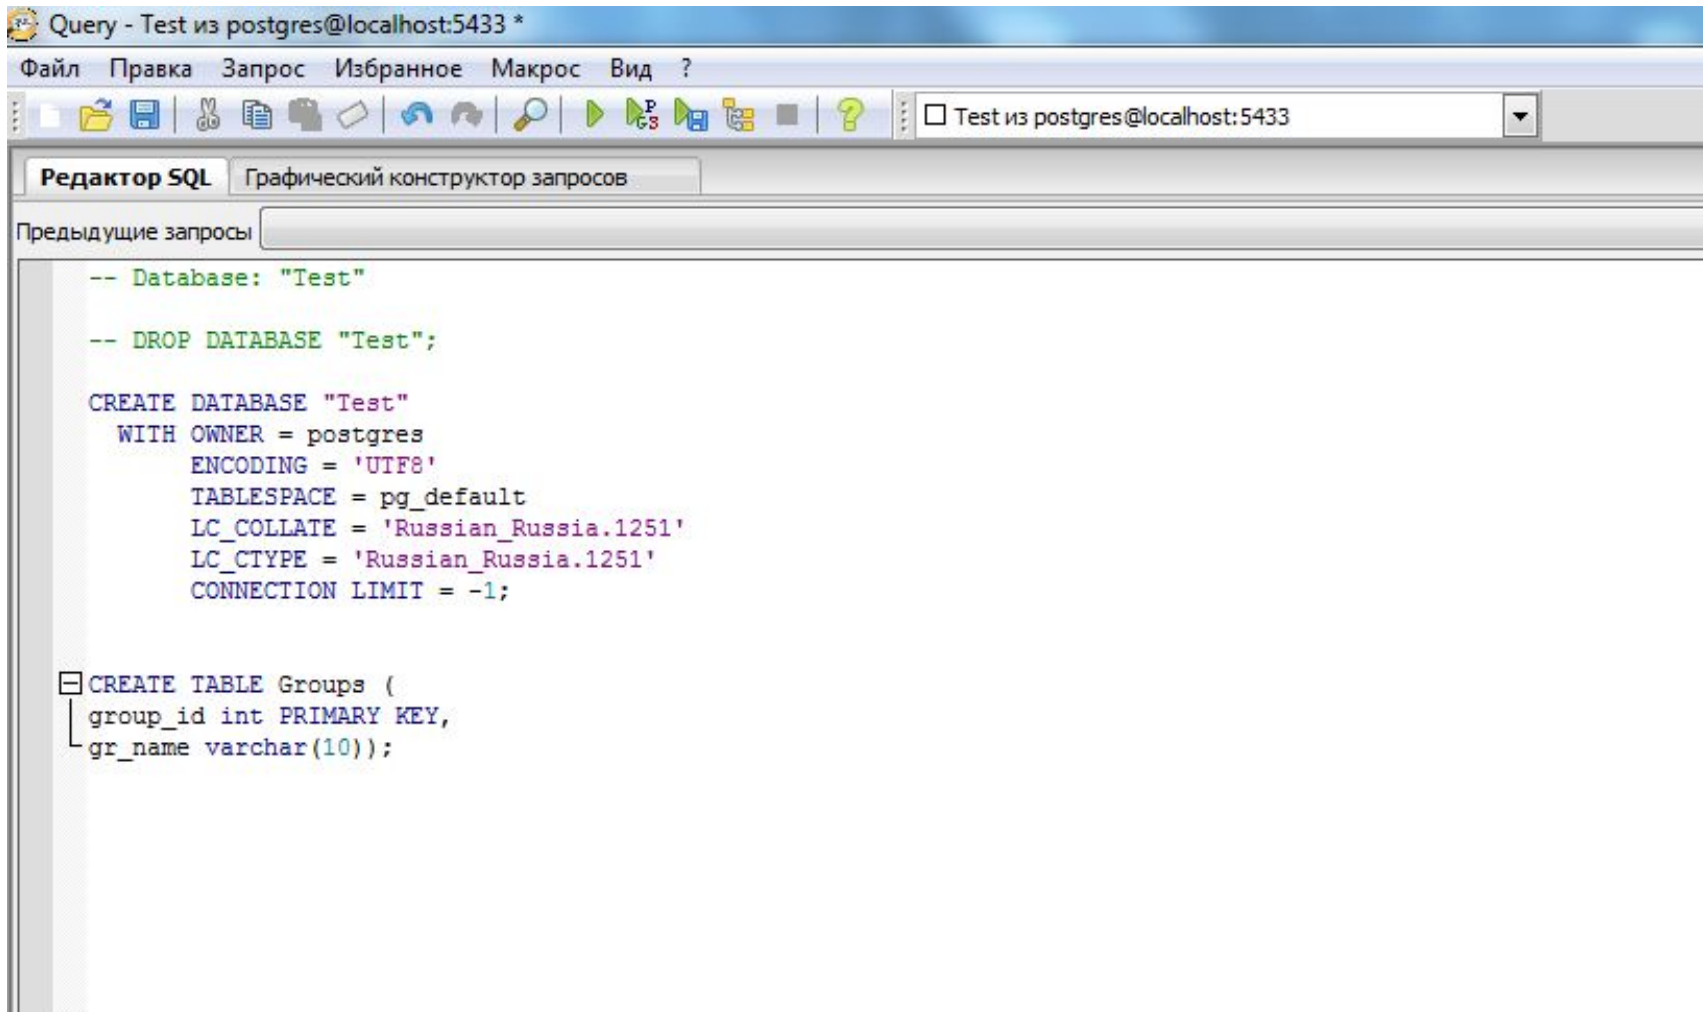 Query - Test из postgres@localhost:5433 *
Файл Правка Запрос Избранное Макрос Вид ?
Test из postgres@localhost:5433
Редактор SQL Графический конструктор запросов
Предыдущие запросы
-- Database: "Test"
-- DROP DATABASE "Test";
CREATE DATABASE "Test"
WITH OWNER = postgres
ENCODING = 'UTF8'
TABLESPACE = pg_default
LC_COLLATE = 'Russian_Russia.1251'
LC_CTYPE = 'Russian_Russia.1251'
CONNECTION LIMIT = -1;
CREATE TABLE Groups (
group_id int PRIMARY KEY,
gr_name varchar(10));